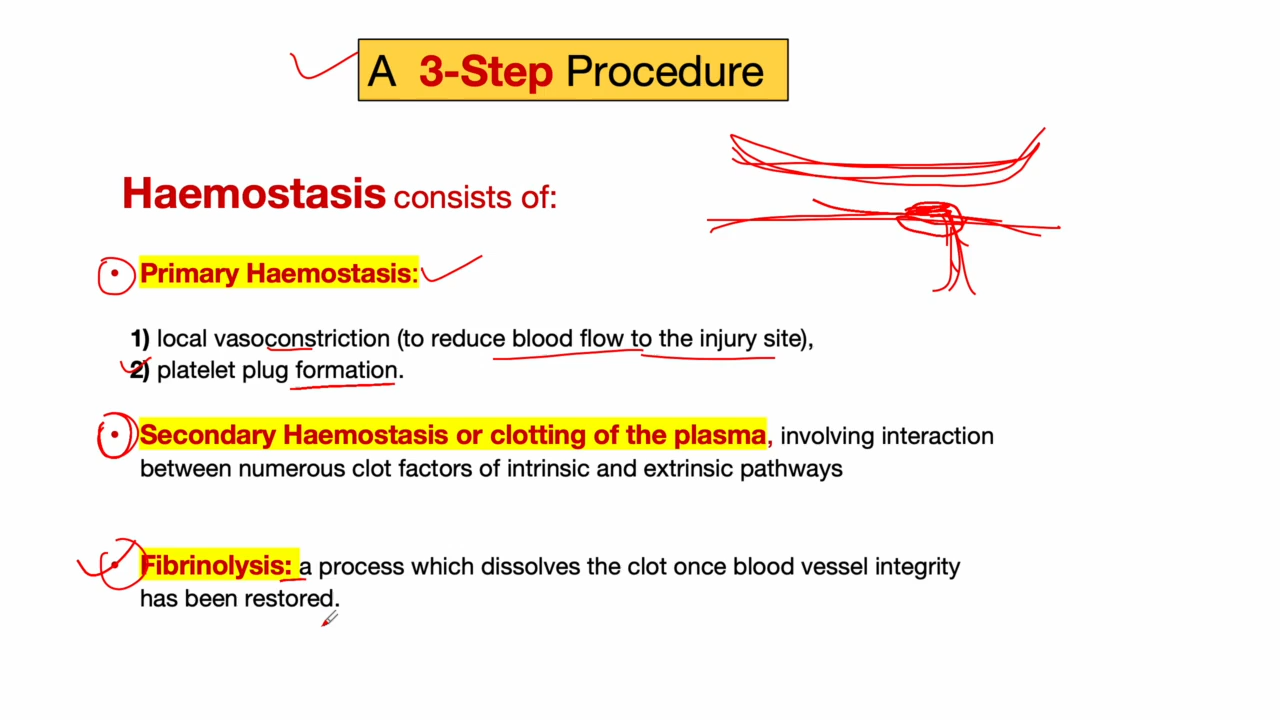 A 3-Step Procedure
Haemostasis consists of:
• Primary Haemostasis:
1) local vasoconstriction (to reduce blood flow to the injury site),
2) platelet plug formation.
• Secondary Haemostasis or clotting of the plasma, involving interaction
between numerous clot factors of intrinsic and extrinsic pathways
• Fibrinolysis: a process which dissolves the clot once blood vessel integrity
has been restored.